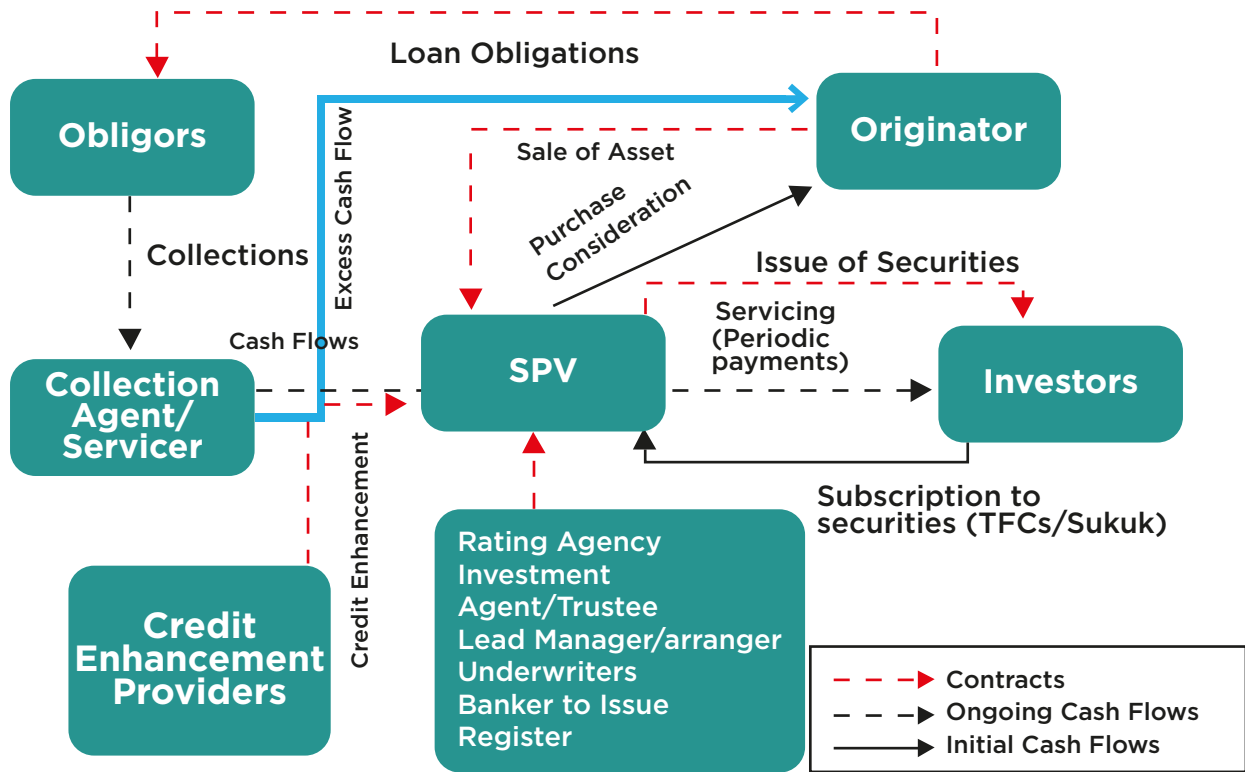 Loan Obligations
Obligors
Originator
Excess Cash Flow
Sale of Asset
Purchase
Consideration
Collections
Issue of Securities
Cash Flows
Servicing
(Periodic
payments)
Collection
Agent/
Servicer
SPV
Investors
Credit Enhancement
Subscription to
securities (TFCs/Sukuk)
Credit
Enhancement
Providers
Rating Agency
Investment
Agent/Trustee
Lead Manager/arranger
Underwriters
Banker to Issue
Register
Contracts
Ongoing Cash Flows
Initial Cash Flows